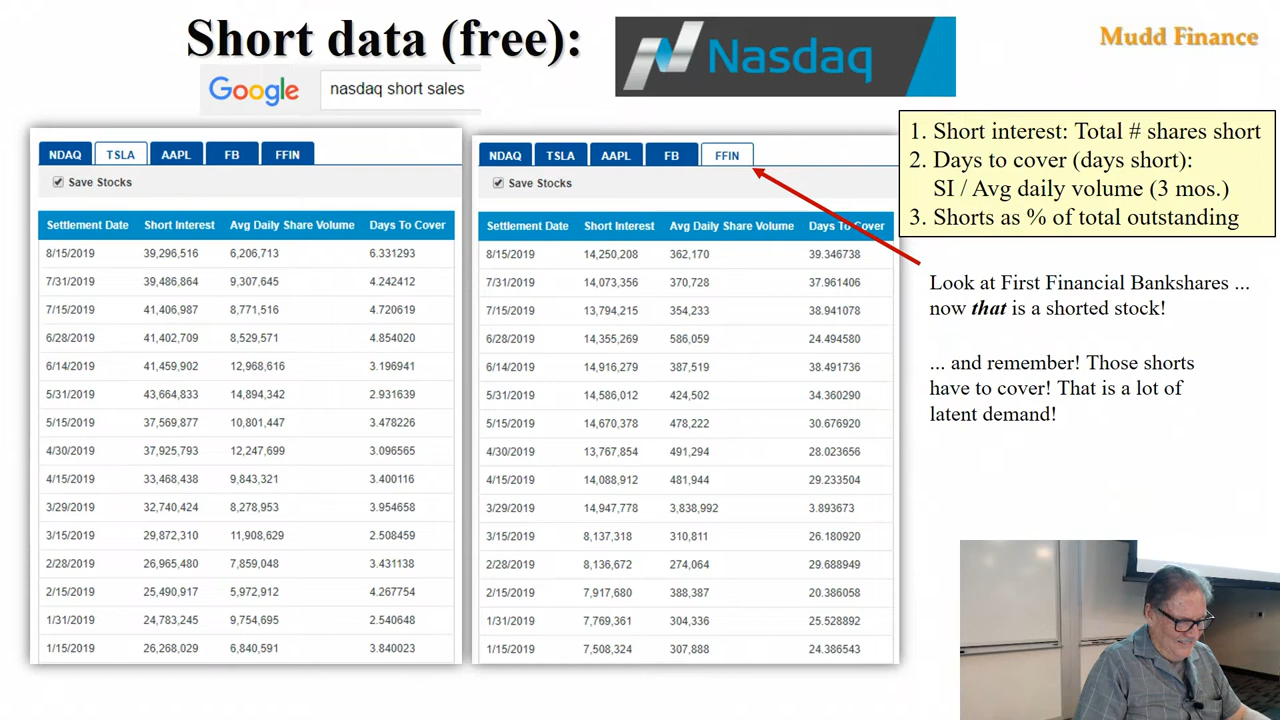 Short data (free):
Nasdaq
Mudd Finance
Google
nasdaq short sales
NDAQ TSLA AAPL FB FFIN
Save Stocks
Settlement Date Short Interest Avg Daily Share Volume Days To Cover
8/15/2019 39,296,516 6,206,713 6.331293
7/31/2019 39,486,864 9,307,645 4.242412
7/15/2019 41,406,987 8,771,516 4.720619
6/28/2019 41,402,709 8,529,571 4.854020
6/14/2019 41,459,902 12,968,616 3.196941
5/31/2019 43,664,833 14,894,342 2.931639
5/15/2019 37,569,877 10,801,447 3.478226
4/30/2019 37,925,793 12,247,699 3.096565
4/15/2019 33,468,438 9,843,321 3.400116
3/29/2019 32,740,424 8,278,953 3.954658
3/15/2019 29,872,310 11,908,629 2.508459
2/28/2019 26,965,480 7,859,048 3.431138
2/15/2019 25,490,917 5,972,912 4.267754
1/31/2019 24,783,245 9,754,695 2.540648
1/15/2019 26,268,029 6,840,591 3.840023
NDAQ TSLA AAPL FB FFIN
Save Stocks
Settlement Date Short Interest Avg Daily Share Volume Days To Cover
8/15/2019 14,250,208 362,170 39.346738
7/31/2019 14,073,356 370,728 37.961406
7/15/2019 13,794,215 354,233 38.941078
6/28/2019 14,355,269 586,059 24.494580
6/14/2019 14,916,279 387,519 38.491736
5/31/2019 14,586,012 424,502 34.360290
5/15/2019 14,670,378 478,222 30.676920
4/30/2019 13,767,854 491,294 28.023656
4/15/2019 14,088,912 481,944 29.233504
3/29/2019 14,947,778 3,838,992 3.893673
3/15/2019 8,137,318 310,811 26.180920
2/28/2019 8,136,672 274,064 29.688949
2/15/2019 7,917,680 388,387 20.386058
1/31/2019 7,769,361 304,336 25.528892
1/15/2019 7,508,324 307,888 24.386543
1. Short interest: Total # shares short
2. Days to cover (days short):
SI / Avg daily volume (3 mos.)
3. Shorts as % of total outstanding
Look at First Financial Bankshares ...
now that is a shorted stock!
... and remember! Those shorts
have to cover! That is a lot of
latent demand!